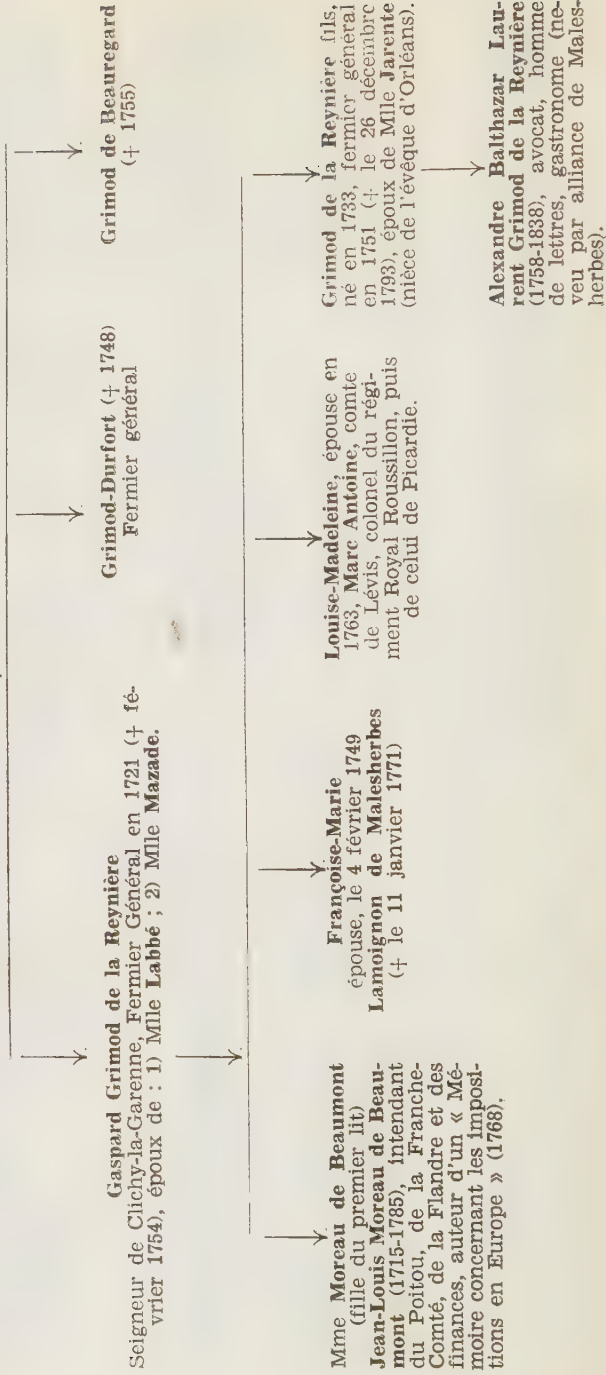 Gaspard Grimod de la Reynière
Seigneur de Clichy-la-Garenne, Fermier Général en 1721 (+ fé-
vrier 1754), époux de : 1) Mlle Labbé ; 2) Mlle Mazade.
Grimod-Durfort (+ 1748)
Fermier général
Grimod de Beauregard
(+ 1755)
Mme Moreau de Beaumont
(fille du premier lit)
Jean-Louis Moreau de Beau-
mont (1715-1785), intendant
du Poitou, de la Franche-
Comté, de la Flandre et des
finances, auteur d'un « Mé-
moire concernant les imposi-
tions en Europe » (1768).
Françoise-Marie
épouse, le 4 février 1749
Lamoignon de Malesherbes
(+ le 11 janvier 1771)
Louise-Madeleine, épouse en
1763, Marc Antoine, comte
de Lévis, colonel du régi-
ment Royal Roussillon, puis
de celui de Picardie.
Grimod de la Reynière fils,
né en 1733, fermier général
en 1751 (+ le 26 décembre
1793), époux de Mlle Jarente
(nièce de l'évêque d'Orléans).
Alexandre Balthazar Lau-
rent Grimod de la Reynière
(1758-1838), avocat, homme
de lettres, gastronome (ne-
veu par alliance de Males-
herbes).